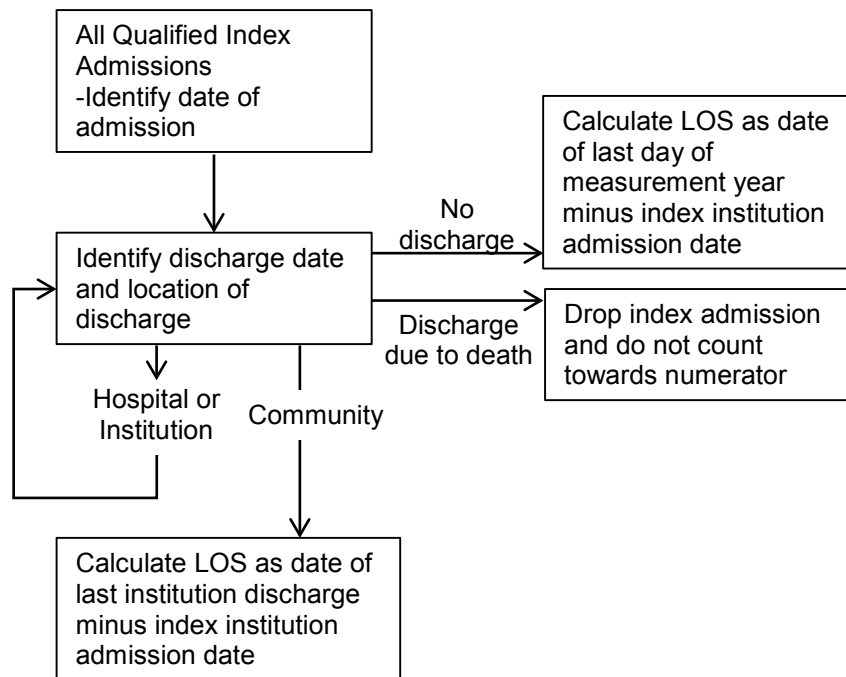 All Qualified Index
Admissions
-Identify date of
admission
Calculate LOS as date
of last day of
measurement year
minus index institution
admission date
No
discharge
Identify discharge date
and location of
discharge
Discharge
due to death
Drop index admission
and do not count
towards numerator
Hospital or
Institution
Community
Calculate LOS as date of
last institution discharge
minus index institution
admission date